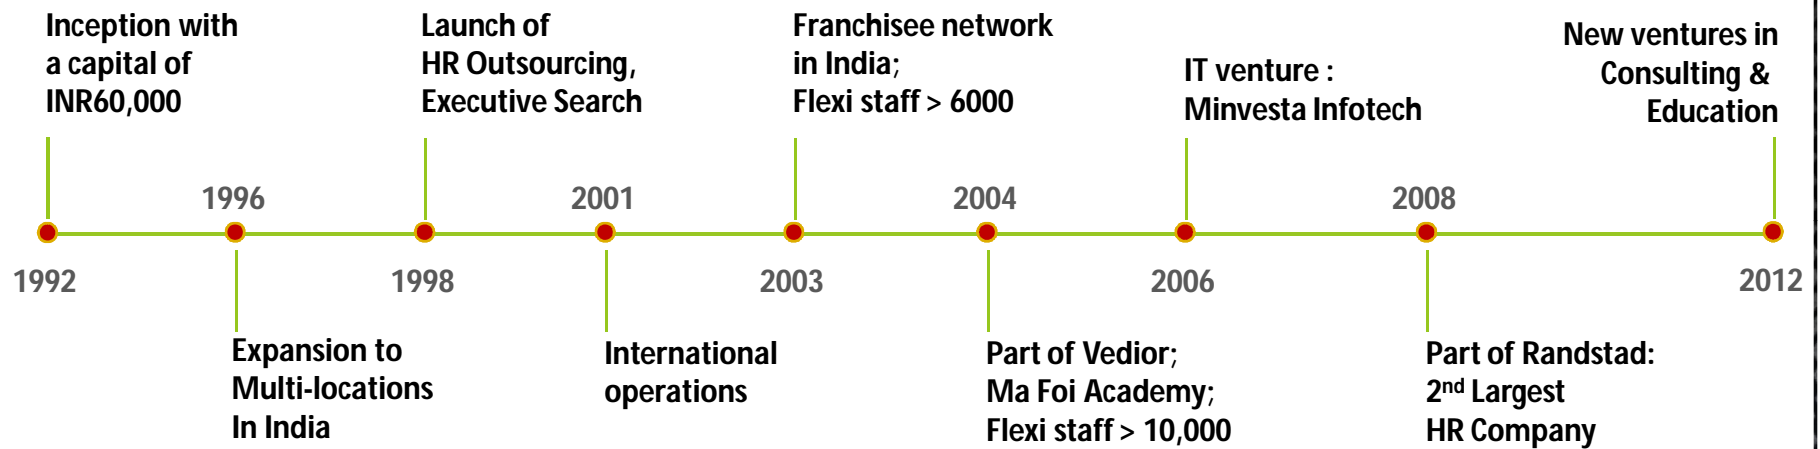 Inception with
a capital of
INR60,000
Launch of
HR Outsourcing,
Executive Search
Franchisee network
in India;
Flexi staff > 6000
IT venture :
Minvesta Infotech
New ventures in
Consulting &
Education
1996
2001
2004
2008
1992
1998
2003
2006
2012
Expansion to
Multi-locations
In India
International
operations
Part of Vedior;
Ma Foi Academy;
Flexi staff > 10,000
Part of Randstad:
2nd Largest
HR Company